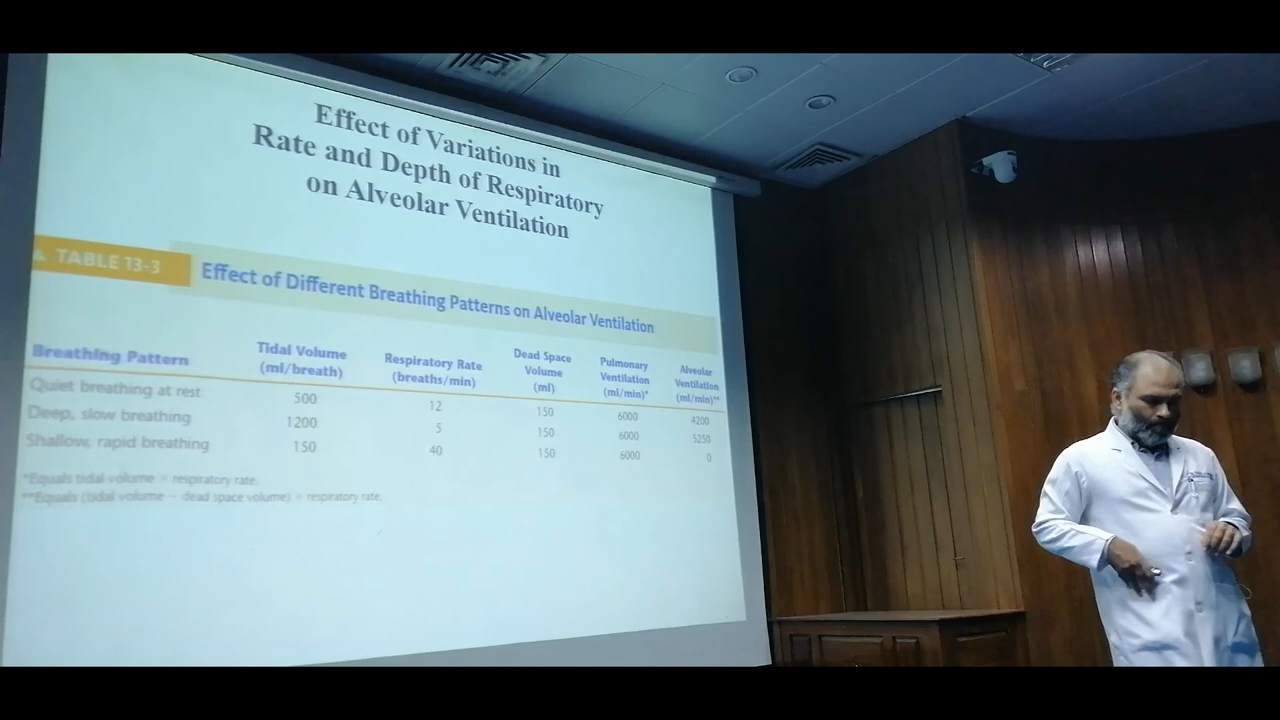 Effect of Variations in
Rate and Depth of Respiratory
on Alveolar Ventilation
TABLE 13-3
Effect of Different Breathing Patterns on Alveolar Ventilation
Breathing Pattern
Tidal Volume
(ml/breath)
Respiratory Rate
(breaths/min)
Dead Space
Volume
(ml)
Pulmonary
Ventilation
(ml/min)*
Alveolar
Ventilation
(ml/min)**
Quiet breathing at rest 500 12 150 6000 4200
Deep, slow breathing 1200 5 150 6000 5250
Shallow, rapid breathing 150 40 150 6000 0
*Equals tidal volume × respiratory rate.
**Equals (tidal volume − dead space volume) × respiratory rate.